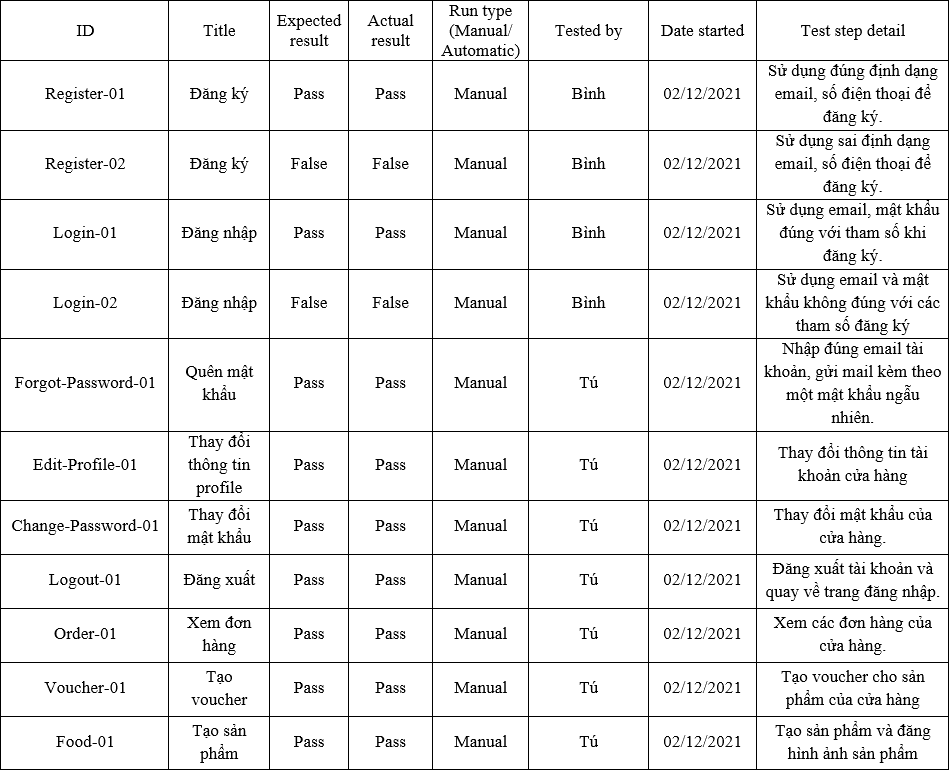 ID
Title
Expected
result
Actual
result
Run type
(Manual/
Automatic)
Tested by
Date started
Test step detail
Register-01
Đăng ký
Pass
Pass
Manual
Bình
02/12/2021
Sử dụng đúng định dạng
email, số điện thoại để
đăng ký.
Register-02
Đăng ký
False
False
Manual
Bình
02/12/2021
Sử dụng sai định dạng
email, số điện thoại để
đăng ký.
Login-01
Đăng nhập
Pass
Pass
Manual
Bình
02/12/2021
Sử dụng email, mật khẩu
đúng với tham số khi
đăng ký.
Login-02
Đăng nhập
False
False
Manual
Bình
02/12/2021
Sử dụng email và mật
khẩu không đúng với các
tham số đăng ký
Forgot-Password-01
Quên mật
khẩu
Pass
Pass
Manual
Tú
02/12/2021
Nhập đúng email tài
khoản, gửi mail kèm theo
một mật khẩu ngẫu
nhiên.
Edit-Profile-01
Thay đổi
thông tin
profile
Pass
Pass
Manual
Tú
02/12/2021
Thay đổi thông tin tài
khoản cửa hàng
Change-Password-01
Thay đổi
mật khẩu
Pass
Pass
Manual
Tú
02/12/2021
Thay đổi mật khẩu của
cửa hàng.
Logout-01
Đăng xuất
Pass
Pass
Manual
Tú
02/12/2021
Đăng xuất tài khoản và
quay về trang đăng nhập.
Order-01
Xem đơn
hàng
Pass
Pass
Manual
Tú
02/12/2021
Xem các đơn hàng của
cửa hàng.
Voucher-01
Tạo
voucher
Pass
Pass
Manual
Tú
02/12/2021
Tạo voucher cho sản
phẩm của cửa hàng
Food-01
Tạo sản
phẩm
Pass
Pass
Manual
Tú
02/12/2021
Tạo sản phẩm và đăng
hình ảnh sản phẩm